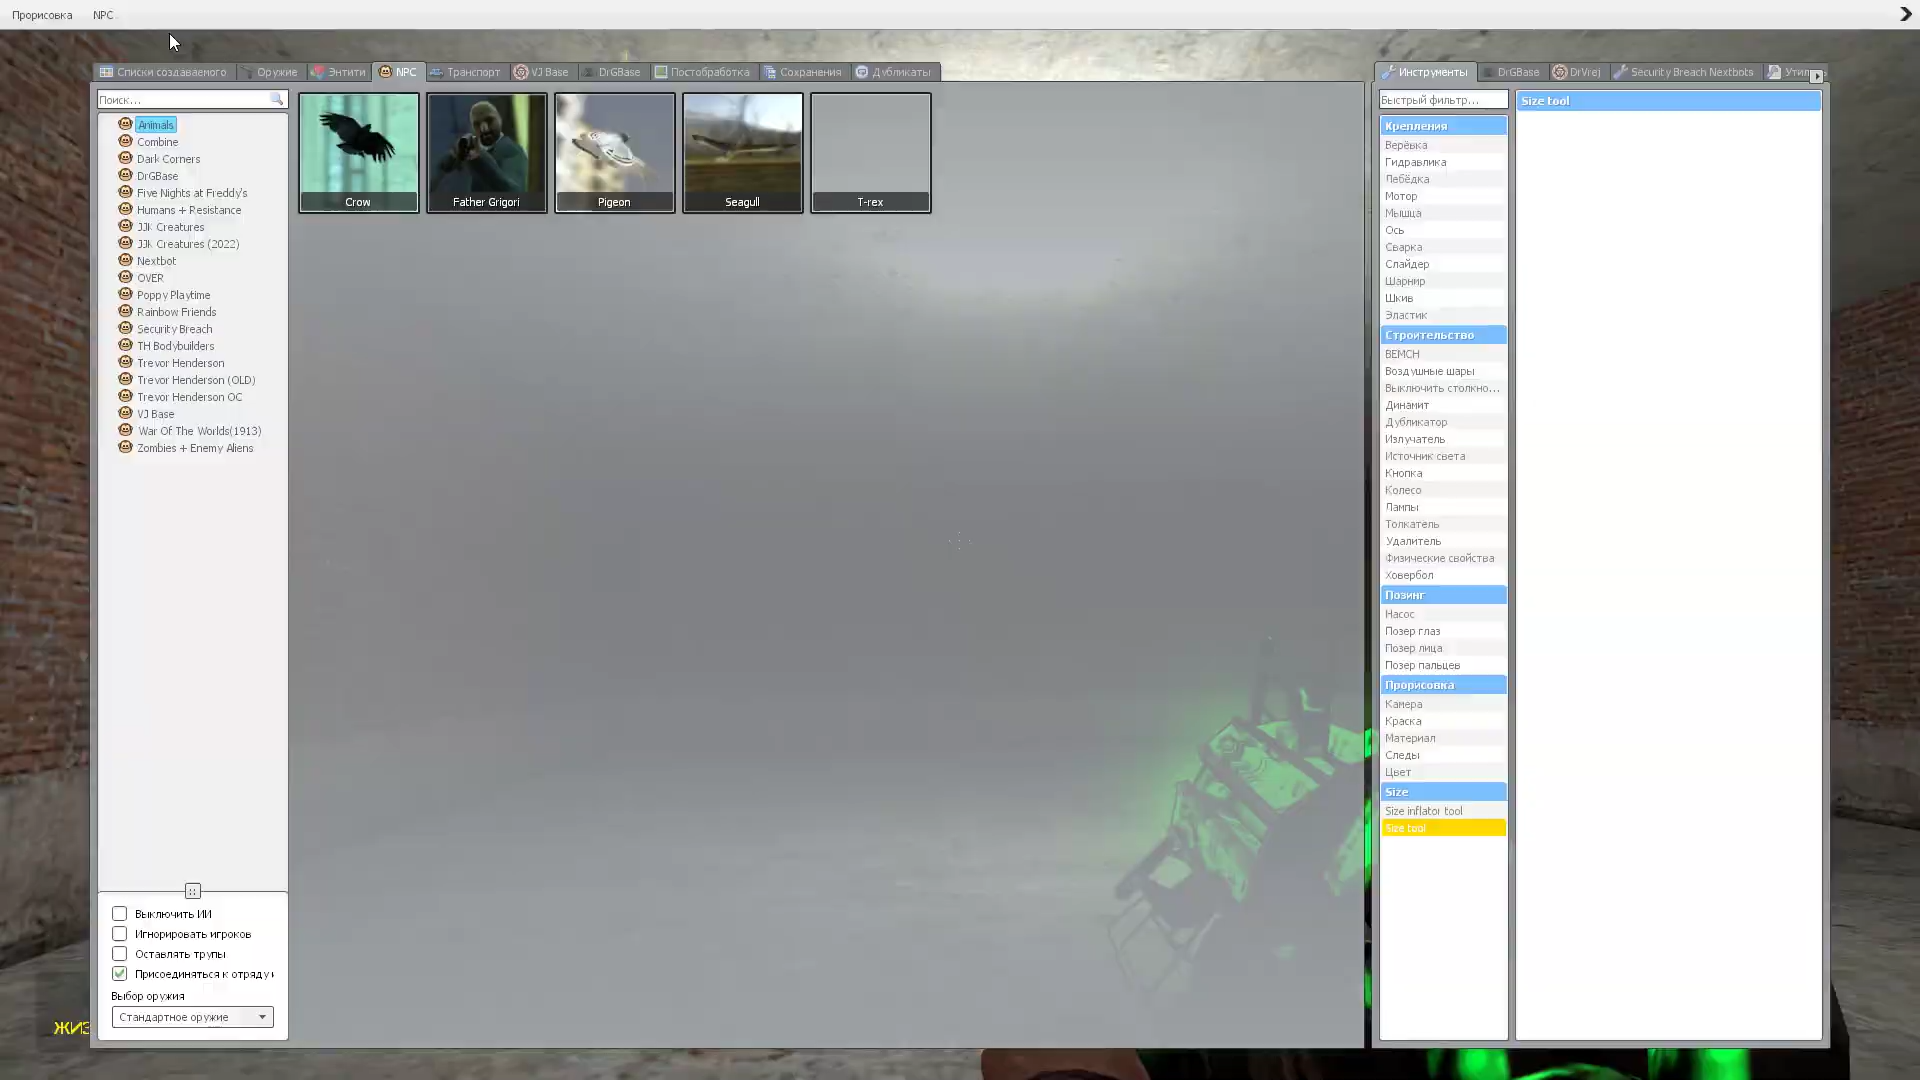 Прорисовка NPC
Списки создаваемого Оружие Энтити NPC Транспорт VJ Base DrGBase Постобработка Сохранения Дубликаты
Поиск...
Animals
Combine
Dark Corners
DrGBase
Five Nights at Freddy's
Humans + Resistance
JJK Creatures
JJK Creatures (2022)
Nextbot
OVER
Poppy Playtime
Rainbow Friends
Security Breach
TH Bodybuilders
Trevor Henderson
Trevor Henderson (OLD)
Trevor Henderson OC
VJ Base
War Of The Worlds(1913)
Zombies + Enemy Aliens
Выключить ИИ
Игнорировать игроков
Оставлять трупы
Присоединяться к отряду
Выбор оружия
Стандартное оружие
ЖИЗ
Crow Father Grigori Pigeon Seagull T-rex
Инструменты DrGBase DrVrej Security Breach Nextbots Утил
Быстрый фильтр...
Крепления
Верёвка
Гидравлика
Лебёдка
Мотор
Мышца
Ось
Сварка
Слайдер
Шарнир
Шкив
Эластик
Строительство
BEMCH
Воздушные шары
Выключить столкно...
Динамит
Дубликатор
Излучатель
Источник света
Кнопка
Колесо
Лампы
Толкатель
Удалитель
Физические свойства
Ховербол
Позинг
Насос
Позер глаз
Позер лица
Позер пальцев
Прорисовка
Камера
Краска
Материал
Следы
Цвет
Size
Size inflator tool
Size tool
Size tool